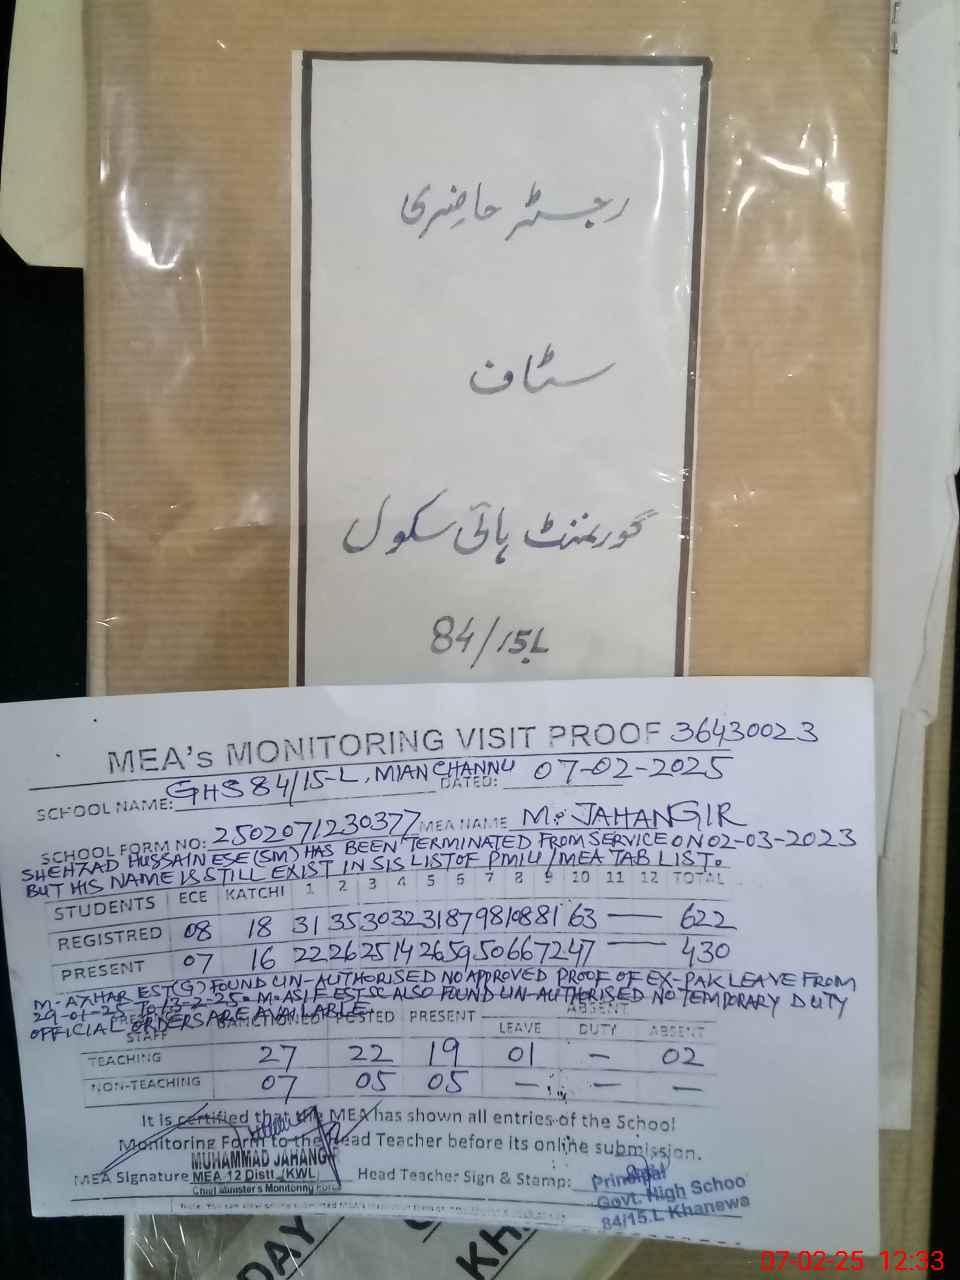 رجسٹر حاضری
سٹاف
گورنمنٹ ہائی سکول
84/15.L
MEA's MONITORING VISIT PROOF 36430023
SCHOOL NAME: GHS 84/15-L, MIAN CHANNU DATED: 07-02-2025
SCHOOL FORM NO: 2502071230377 MEA NAME M. JAHANGIR
SHEHZAD HUSSAIN ESE(SM) HAS BEEN TERMINATED FROM SERVICE ON 02-03-2023
BUT HIS NAME IS STILL EXIST IN SIS LIST OF PMIU/MEA TAB LIST.
STUDENTS ECE KATCHI 1 2 3 4 5 6 7 8 9 10 11 12 TOTAL
REGISTRED 08 18 31 35 30 32 31 87 98 108 81 63 — 622
PRESENT 07 16 22 26 25 14 26 59 50 66 72 47 — 430
M. AZHAR EST(G) FOUND UN-AUTHORISED NO APPROVED PROOF OF EX-PAK LEAVE FROM
29-01-25 To 12-2-25. M. ASIF ESESC ALSO FOUND UN-AUTHORISED NO TEMPORARY DUTY
OFFICIAL ORDERS ARE AVAILABLE.
STAFF SANCTIONED POSTED PRESENT ABSENT
LEAVE DUTY ABSENT
TEACHING 27 22 19 01 – 02
NON-TEACHING 07 05 05 – – –
It is certified that the MEA has shown all entries of the School
Monitoring Form to the Head Teacher before its online submission.
MEA Signature MUHAMMAD JAHANGIR
MEA 12 Distt. (KWL)
Chief Minister's Monitoring Force
Head Teacher Sign & Stamp: Principal
Govt. High Schoo
84/15.L Khanewa
DAY
KH
07-02-25 12:33